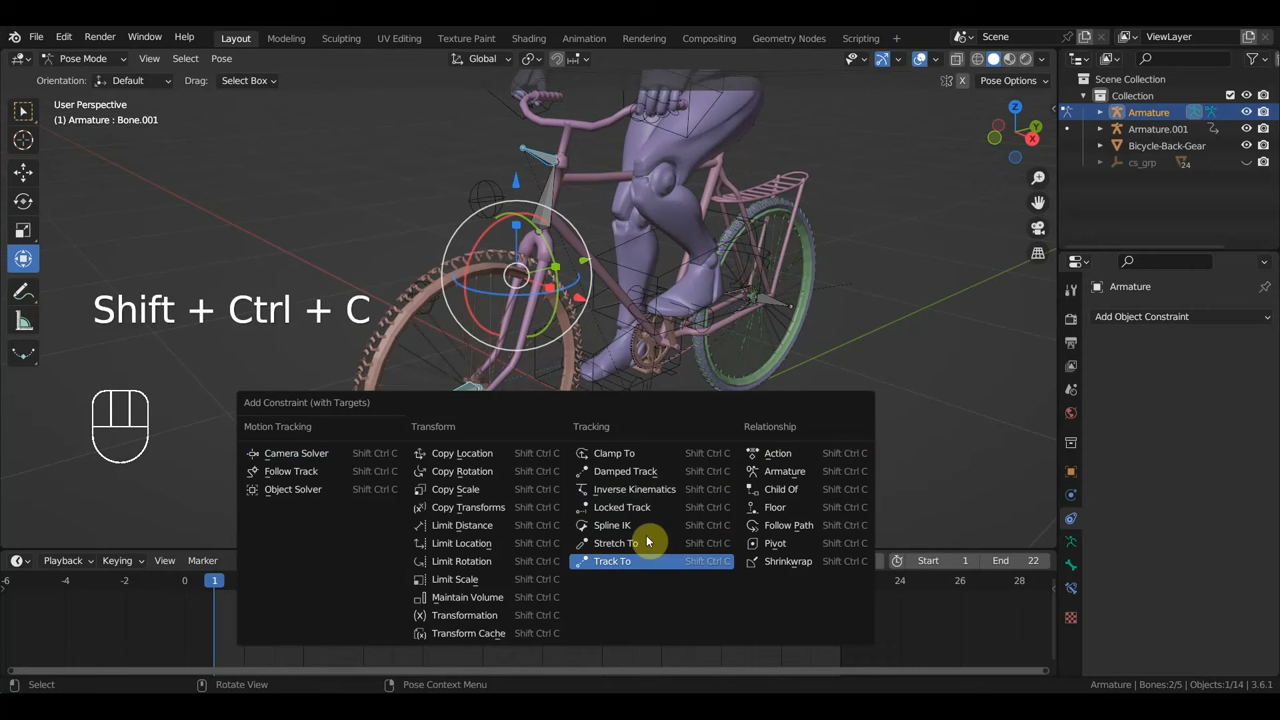 File Edit Render Window Help Layout Modeling Sculpting UV Editing Texture Paint Shading Animation Rendering Compositing Geometry Nodes Scripting + Scene ViewLayer
Pose Mode View Select Pose Global
Orientation: Default Drag: Select Box X Pose Options
User Perspective
(1) Armature : Bone.001
Z
Y
X
Scene Collection
Collection
Armature
Armature.001
Bicycle-Back-Gear
cs_grp 24
Armature
Add Object Constraint
Shift + Ctrl + C
Add Constraint (with Targets)
Motion Tracking Transform Tracking Relationship
Camera Solver Shift Ctrl C Copy Location Shift Ctrl C Clamp To Shift Ctrl C Action Shift Ctrl C
Follow Track Shift Ctrl C Copy Rotation Shift Ctrl C Damped Track Shift Ctrl C Armature Shift Ctrl C
Object Solver Shift Ctrl C Copy Scale Shift Ctrl C Inverse Kinematics Shift Ctrl C Child Of Shift Ctrl C
Copy Transforms Shift Ctrl C Locked Track Shift Ctrl C Floor Shift Ctrl C
Limit Distance Shift Ctrl C Spline IK Shift Ctrl C Follow Path Shift Ctrl C
Limit Location Shift Ctrl C Stretch To Shift Ctrl C Pivot Shift Ctrl C
Limit Rotation Shift Ctrl C Track To Shift Ctrl C Shrinkwrap Shift Ctrl C
Limit Scale Shift Ctrl C
Maintain Volume Shift Ctrl C
Transformation Shift Ctrl C
Transform Cache Shift Ctrl C
Playback Keying View Marker Start 1 End 22
-6 -5 -4 -3 -2 -1 1 24 26 28
Select Rotate View Pose Context Menu Armature | Bones:2/5 | Objects:1/14 | 3.6.1